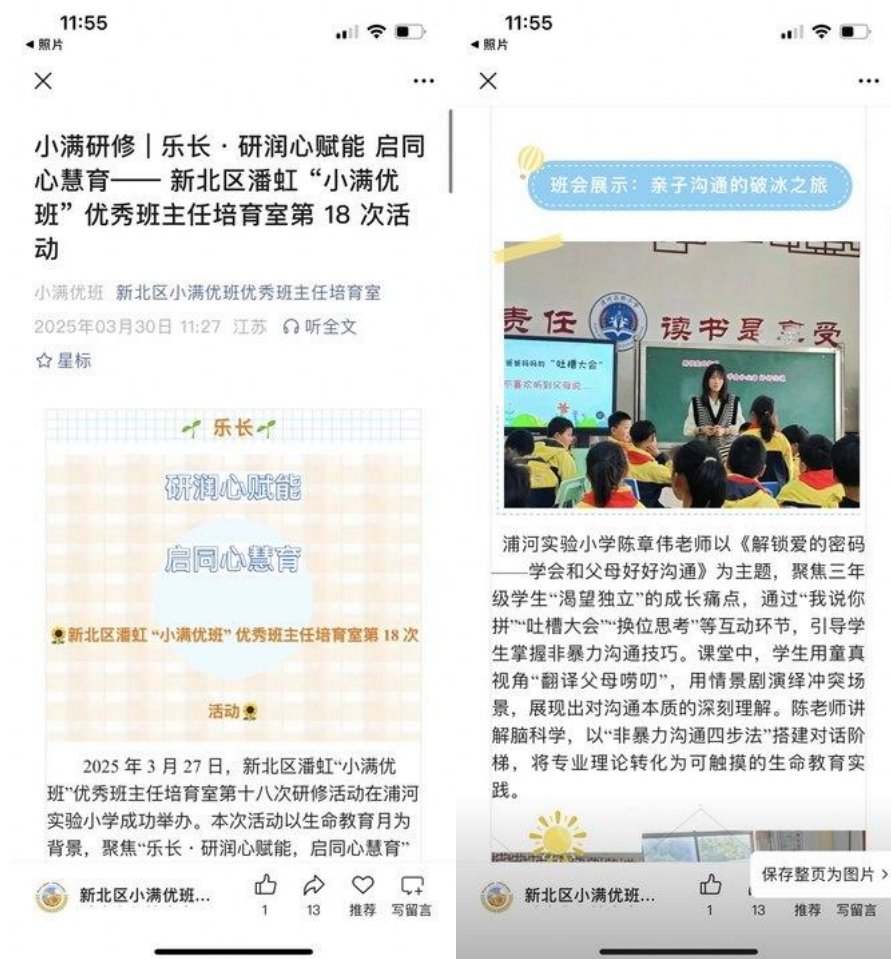 11:55
◀ 照片
小满研修 | 乐长 · 研润心赋能 启同
心慧育—— 新北区潘虹 “小满优
班” 优秀班主任培育室第 18 次活
动
小满优班 新北区小满优班优秀班主任培育室
2025年03月30日 11:27 江苏 听全文
星标
乐长
研润心赋能
启同心慧育
新北区潘虹 “小满优班” 优秀班主任培育室第 18 次
活动
2025 年 3 月 27 日，新北区潘虹“小满优
班”优秀班主任培育室第十八次研修活动在浦河
实验小学成功举办。本次活动以生命教育月为
背景，聚焦“乐长・研润心赋能，启同心慧育”
新北区小满优班...
1
13
推荐
写留言
11:55
◀ 照片
班会展示：亲子沟通的破冰之旅
责任
读书是享受
爸爸妈妈的“吐槽大会”
不喜欢听到父母说
浦河实验小学陈章伟老师以《解锁爱的密码
——学会和父母好好沟通》为主题，聚焦三年
级学生“渴望独立”的成长痛点，通过“我说你
拼”“吐槽大会”“换位思考”等互动环节，引导学
生掌握非暴力沟通技巧。课堂中，学生用童真
视角“翻译父母唠叨”，用情景剧演绎冲突场
景，展现出对沟通本质的深刻理解。陈老师讲
解脑科学，以“非暴力沟通四步法”搭建对话阶
梯，将专业理论转化为可触摸的生命教育实
践。
保存整页为图片 >
新北区小满优班...
1
13
推荐
写留言